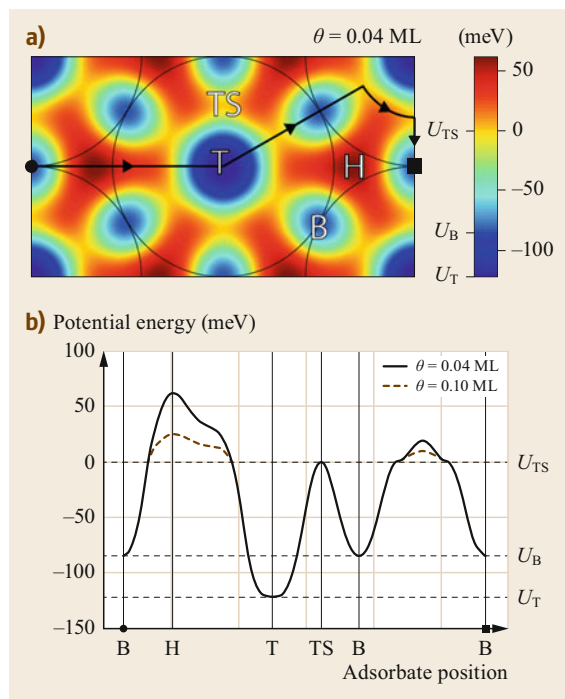 a)
θ = 0.04 ML
(meV)
50
0
−50
−100
U_TS
U_B
U_T
TS
T
H
B
b) Potential energy (meV)
100
50
0
−50
−100
−150
θ = 0.04 ML
θ = 0.10 ML
U_TS
U_B
U_T
B H T TS B B
Adsorbate position